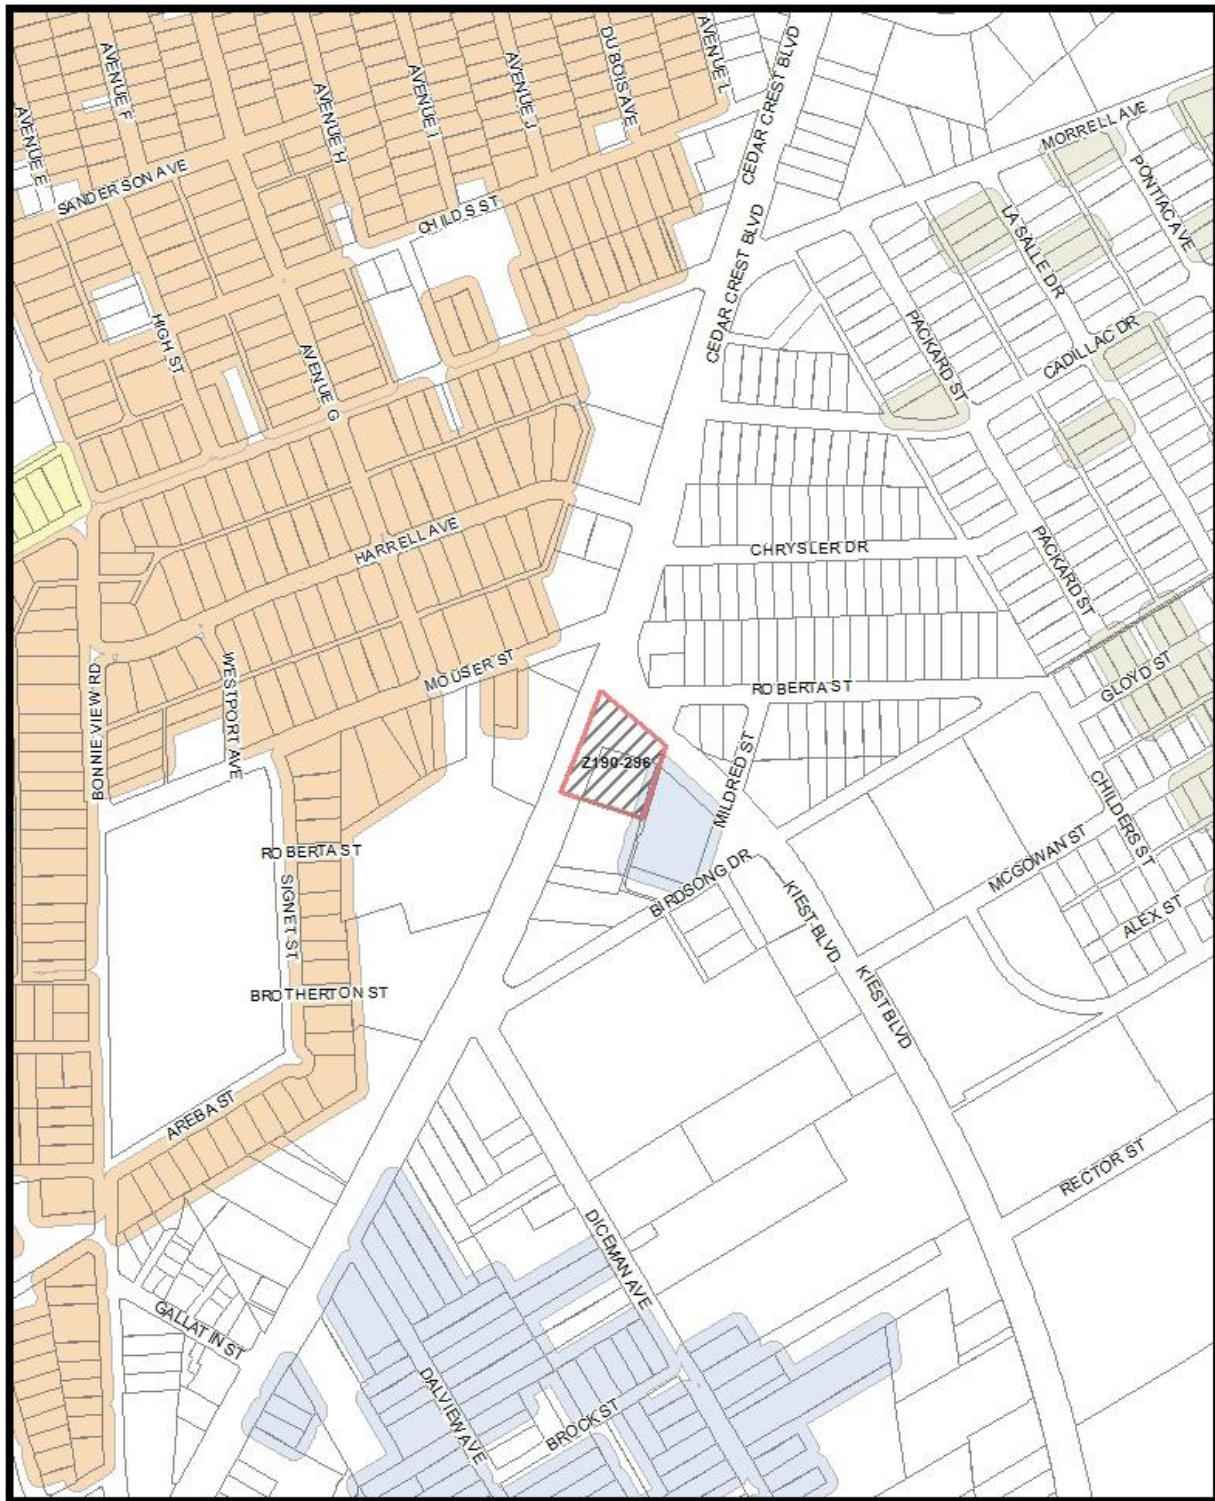 AVENUE L
CEDAR CREST BLVD
DU BOIS AVE
AVENUE F
AVENUE J
AVENUE I
AVENUE H
AVENUE E
MORRELL AVE
PONTIAC AVE
SANDERSON AVE
CHILDS ST
LA SALLE DR
CEDAR CREST BLVD
HIGH ST
PACKARD ST
CADILLAC DR
AVENUE G
HARRELL AVE
CHRYSLER DR
PACKARD ST
GLOYD ST
MOUSER ST
WESTPORT AVE
BONNIE VIEW RD
ROBERTA ST
Z190-296
MILDRED ST
CHILDERS ST
ROBERTA ST
MCGOWAN ST
BIRDSONG DR
SIGNET ST
KIEST BLVD
ALEX ST
BROTHERTON ST
KIEST BLVD
AREBA ST
RECTOR ST
DICEMAN AVE
GALLATIN ST
DALVIEW AVE
BROCK ST